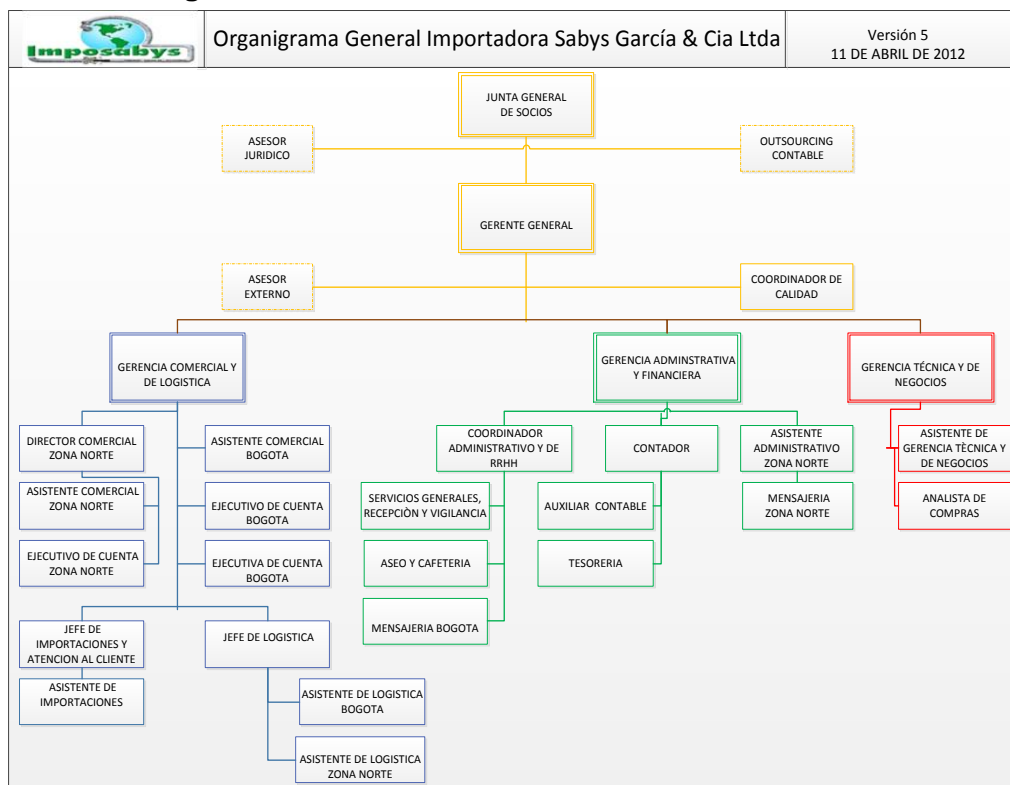 Imposabys
Organigrama General Importadora Sabys García & Cia Ltda
Versión 5
11 DE ABRIL DE 2012
JUNTA GENERAL
DE SOCIOS
ASESOR
JURIDICO
OUTSOURCING
CONTABLE
GERENTE GENERAL
ASESOR
EXTERNO
COORDINADOR DE
CALIDAD
GERENCIA COMERCIAL Y
DE LOGISTICA
GERENCIA ADMINSTRATIVA
Y FINANCIERA
GERENCIA TÉCNICA Y DE
NEGOCIOS
DIRECTOR COMERCIAL
ZONA NORTE
ASISTENTE COMERCIAL
BOGOTA
COORDINADOR
ADMINISTRATIVO Y DE
RRHH
CONTADOR
ASISTENTE
ADMINISTRATIVO
ZONA NORTE
ASISTENTE DE
GERENCIA TÈCNICA Y
DE NEGOCIOS
ASISTENTE COMERCIAL
ZONA NORTE
EJECUTIVO DE CUENTA
BOGOTA
SERVICIOS GENERALES,
RECEPCIÒN Y VIGILANCIA
AUXILIAR CONTABLE
MENSAJERIA
ZONA NORTE
ANALISTA DE
COMPRAS
EJECUTIVO DE CUENTA
ZONA NORTE
EJECUTIVA DE CUENTA
BOGOTA
ASEO Y CAFETERIA
TESORERIA
MENSAJERIA BOGOTA
JEFE DE
IMPORTACIONES Y
ATENCION AL CLIENTE
JEFE DE LOGISTICA
ASISTENTE DE
IMPORTACIONES
ASISTENTE DE LOGISTICA
BOGOTA
ASISTENTE DE LOGISTICA
ZONA NORTE